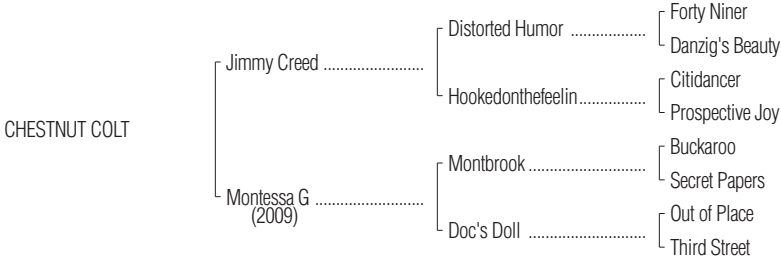 Forty Niner
Distorted Humor ..................
Danzig's Beauty
Jimmy Creed ........................
Citidancer
Hookedonthefeelin................
Prospective Joy
CHESTNUT COLT
Buckaroo
Montbrook ............................
Secret Papers
Montessa G ..........................
(2009)
Out of Place
Doc's Doll ............................
Third Street